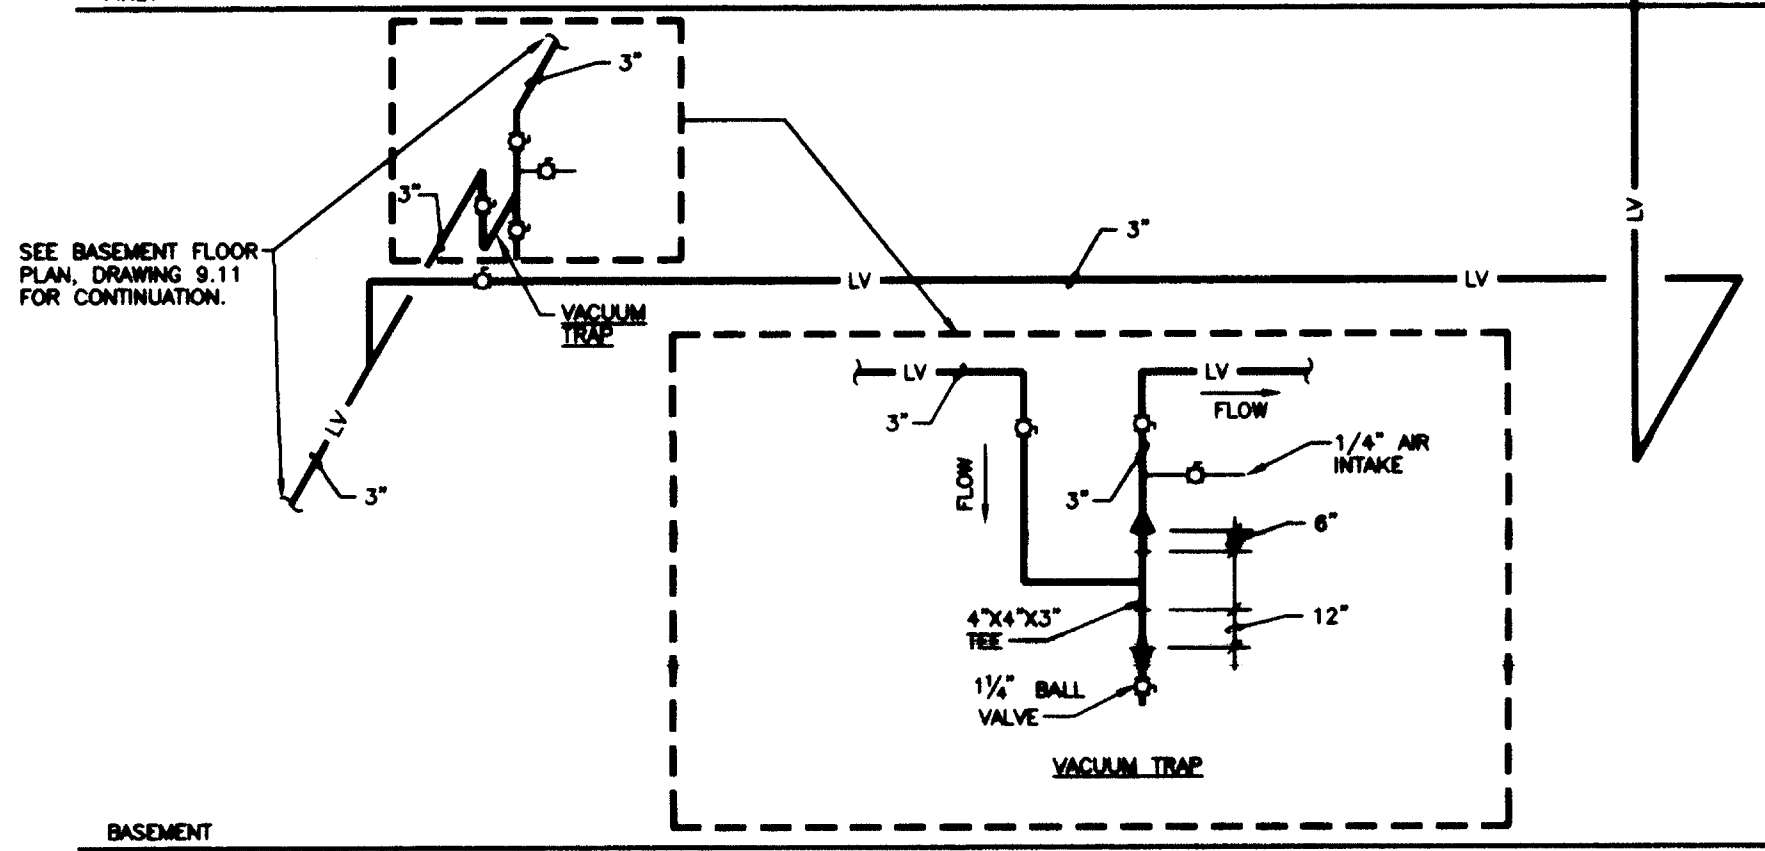 3"
3"
LV
3"
SEE BASEMENT FLOOR
PLAN, DRAWING 9.11
FOR CONTINUATION.
LV
LV
VACUUM
TRAP
LV
LV
3"
FLOW
3"
LV
1/4" AIR
INTAKE
FLOW
3"
3"
6"
4"X4"X3"
TEE
12"
1¼" BALL
VALVE
VACUUM TRAP
BASEMENT